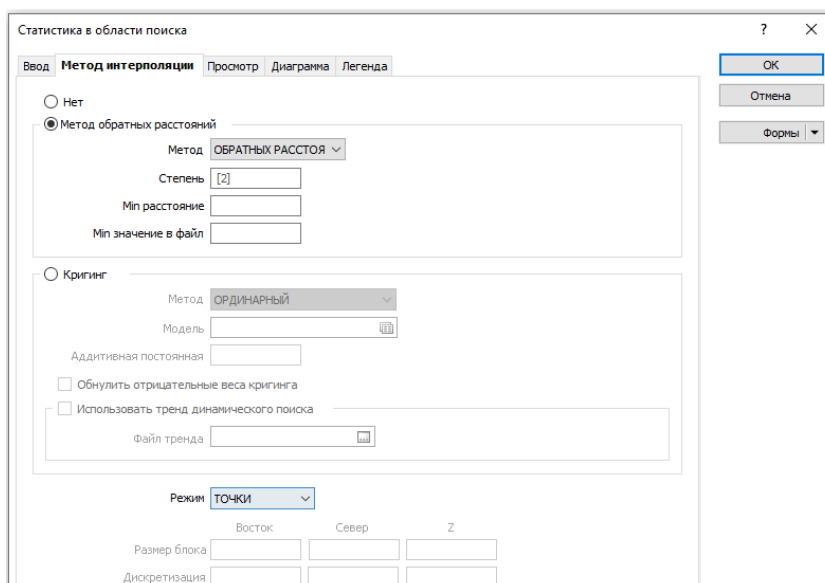 Статистика в области поиска ? ×
Ввод Метод интерполяции Просмотр Диаграмма Легенда
OK
Отмена
Формы
Нет
Метод обратных расстояний
Метод ОБРАТНЫХ РАССТОЯ
Степень [2]
Min расстояние
Min значение в файл
Кригинг
Метод ОРДИНАРНЫЙ
Модель
Аддитивная постоянная
Обнулить отрицательные веса кригинга
Использовать тренд динамического поиска
Файл тренда
Режим ТОЧКИ
Восток Север Z
Размер блока
Дискретизация